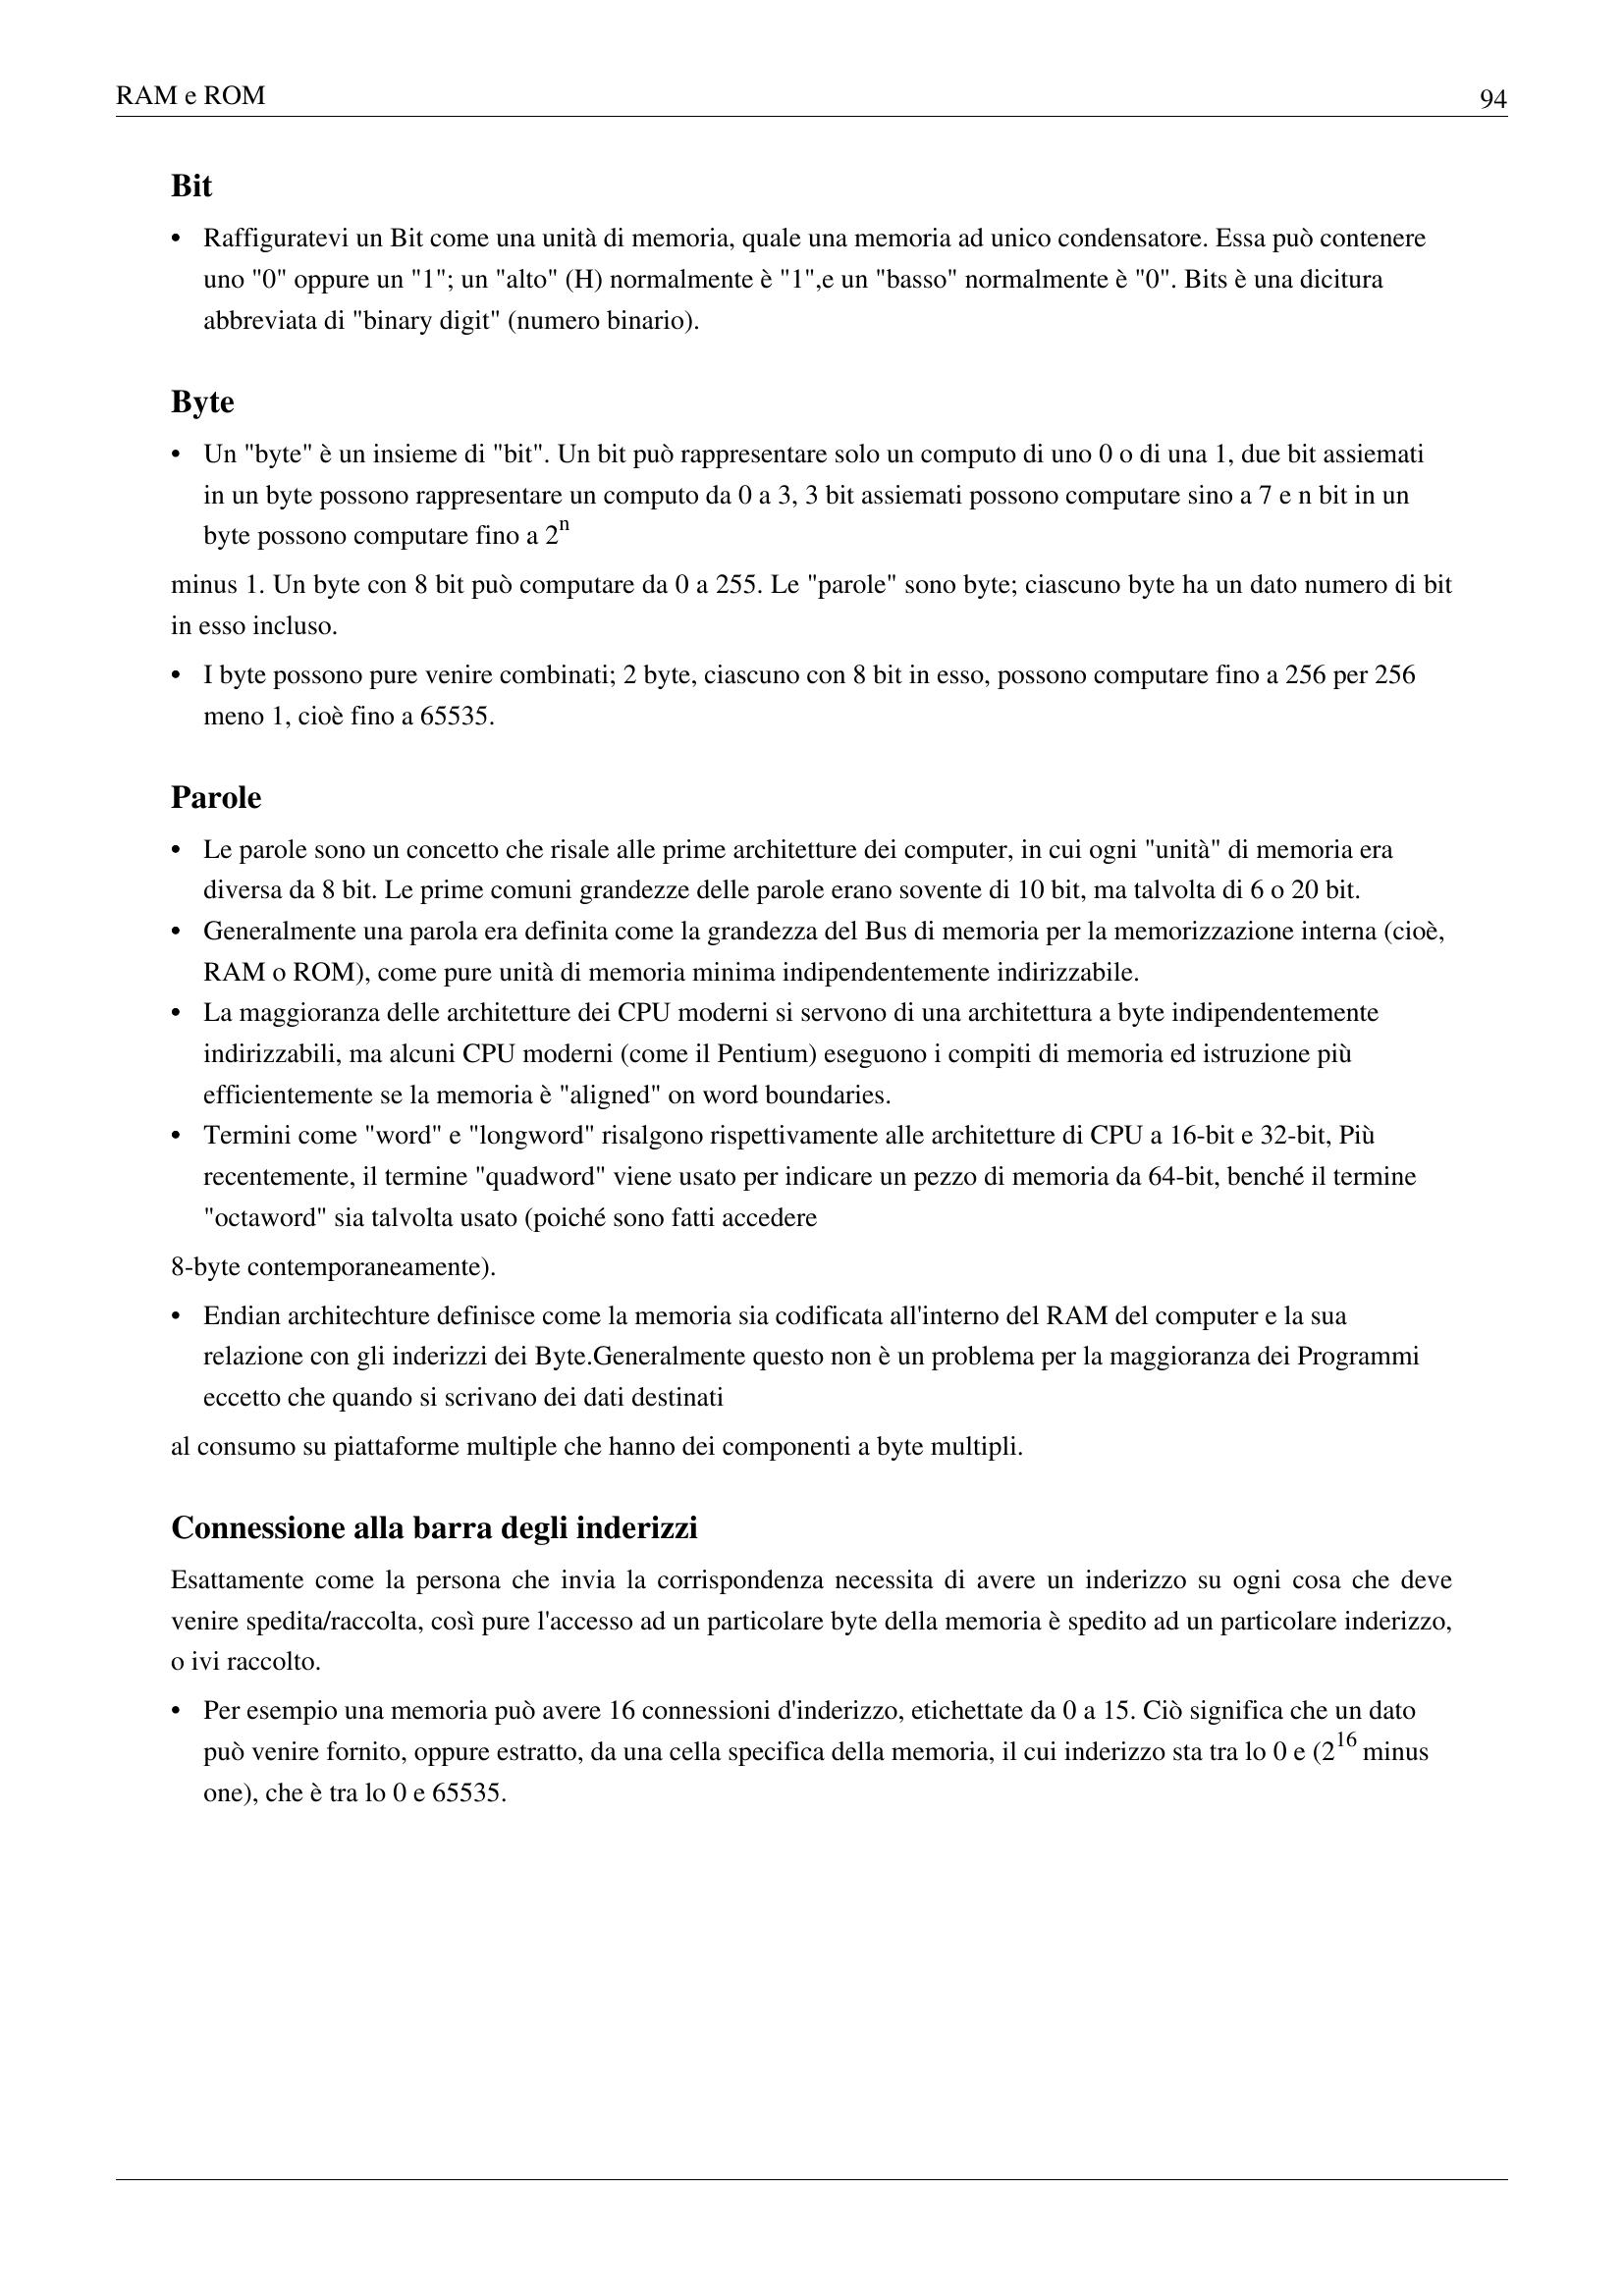 RAM e ROM 94
Bit
• Raffiguratevi un Bit come una unità di memoria, quale una memoria ad unico condensatore. Essa può contenere
uno "0" oppure un "1"; un "alto" (H) normalmente è "1",e un "basso" normalmente è "0". Bits è una dicitura
abbreviata di "binary digit" (numero binario).
Byte
• Un "byte" è un insieme di "bit". Un bit può rappresentare solo un computo di uno 0 o di una 1, due bit assiemati
in un byte possono rappresentare un computo da 0 a 3, 3 bit assiemati possono computare sino a 7 e n bit in un
byte possono computare fino a 2ⁿ
minus 1. Un byte con 8 bit può computare da 0 a 255. Le "parole" sono byte; ciascuno byte ha un dato numero di bit
in esso incluso.
• I byte possono pure venire combinati; 2 byte, ciascuno con 8 bit in esso, possono computare fino a 256 per 256
meno 1, cioè fino a 65535.
Parole
• Le parole sono un concetto che risale alle prime architetture dei computer, in cui ogni "unità" di memoria era
diversa da 8 bit. Le prime comuni grandezze delle parole erano sovente di 10 bit, ma talvolta di 6 o 20 bit.
• Generalmente una parola era definita come la grandezza del Bus di memoria per la memorizzazione interna (cioè,
RAM o ROM), come pure unità di memoria minima indipendentemente indirizzabile.
• La maggioranza delle architetture dei CPU moderni si servono di una architettura a byte indipendentemente
indirizzabili, ma alcuni CPU moderni (come il Pentium) eseguono i compiti di memoria ed istruzione più
efficientemente se la memoria è "aligned" on word boundaries.
• Termini come "word" e "longword" risalgono rispettivamente alle architetture di CPU a 16-bit e 32-bit, Più
recentemente, il termine "quadword" viene usato per indicare un pezzo di memoria da 64-bit, benché il termine
"octaword" sia talvolta usato (poiché sono fatti accedere
8-byte contemporaneamente).
• Endian architechture definisce come la memoria sia codificata all'interno del RAM del computer e la sua
relazione con gli inderizzi dei Byte.Generalmente questo non è un problema per la maggioranza dei Programmi
eccetto che quando si scrivano dei dati destinati
al consumo su piattaforme multiple che hanno dei componenti a byte multipli.
Connessione alla barra degli inderizzi
Esattamente come la persona che invia la corrispondenza necessita di avere un inderizzo su ogni cosa che deve
venire spedita/raccolta, così pure l'accesso ad un particolare byte della memoria è spedito ad un particolare inderizzo,
o ivi raccolto.
• Per esempio una memoria può avere 16 connessioni d'inderizzo, etichettate da 0 a 15. Ciò significa che un dato
può venire fornito, oppure estratto, da una cella specifica della memoria, il cui inderizzo sta tra lo 0 e (2¹⁶ minus
one), che è tra lo 0 e 65535.